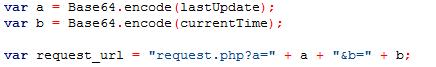 var a = Base64.encode(lastUpdate);
var b = Base64.encode(currentTime);
var request_url = "request.php?a=" + a + "&b=" + b;